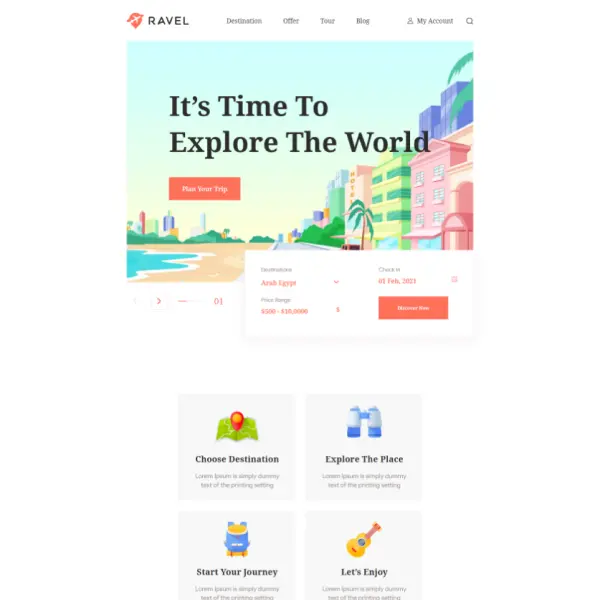 RAVEL
Destination
Offer
Tour
Blog
My Account
It's Time To
Explore The World
Plan Your Trip
HOTEL
Destination
Arab Egypt
Check in
01 Feb, 2021
Price Range
$500 - $10,0000
$
Discover Now
01
Choose Destination
Lorem Ipsum is simply dummy
text of the printing setting
Explore The Place
Lorem Ipsum is simply dummy
text of the printing setting
Start Your Journey
Lorem Ipsum is simply dummy
text of the printing setting
Let's Enjoy
Lorem Ipsum is simply dummy
text of the printing setting